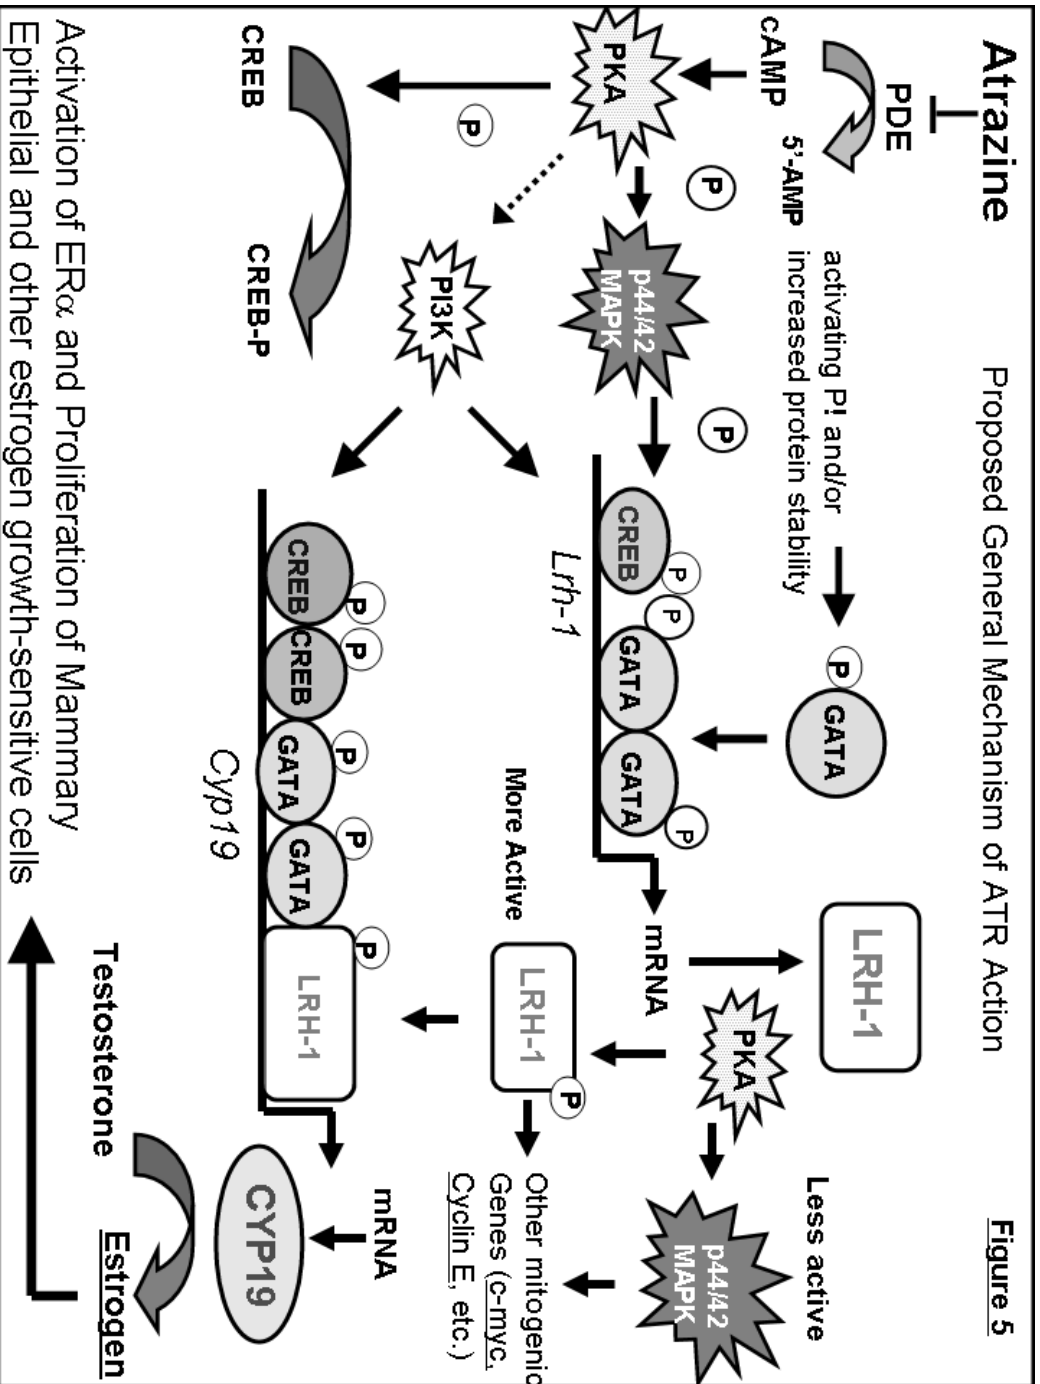 Proposed General Mechanism of ATR Action
Figure 5
Atrazine
PDE
cAMP
5'-AMP
activating P! and/or
increased protein stability
P
GATA
LRH-1
Less active
PKA
P
p44/42
MAPK
P
CREB
P
P
GATA
GATA
P
Lrh-1
mRNA
PKA
p44/42
MAPK
P
PI3K
More Active
LRH-1
P
Other mitogenic
Genes (c-myc,
Cyclin E, etc.)
CREB
CREB-P
CREB
P
CREB
P
GATA
P
GATA
P
LRH-1
P
Cyp19
mRNA
CYP19
Testosterone
Estrogen
Activation of ERα and Proliferation of Mammary
Epithelial and other estrogen growth-sensitive cells